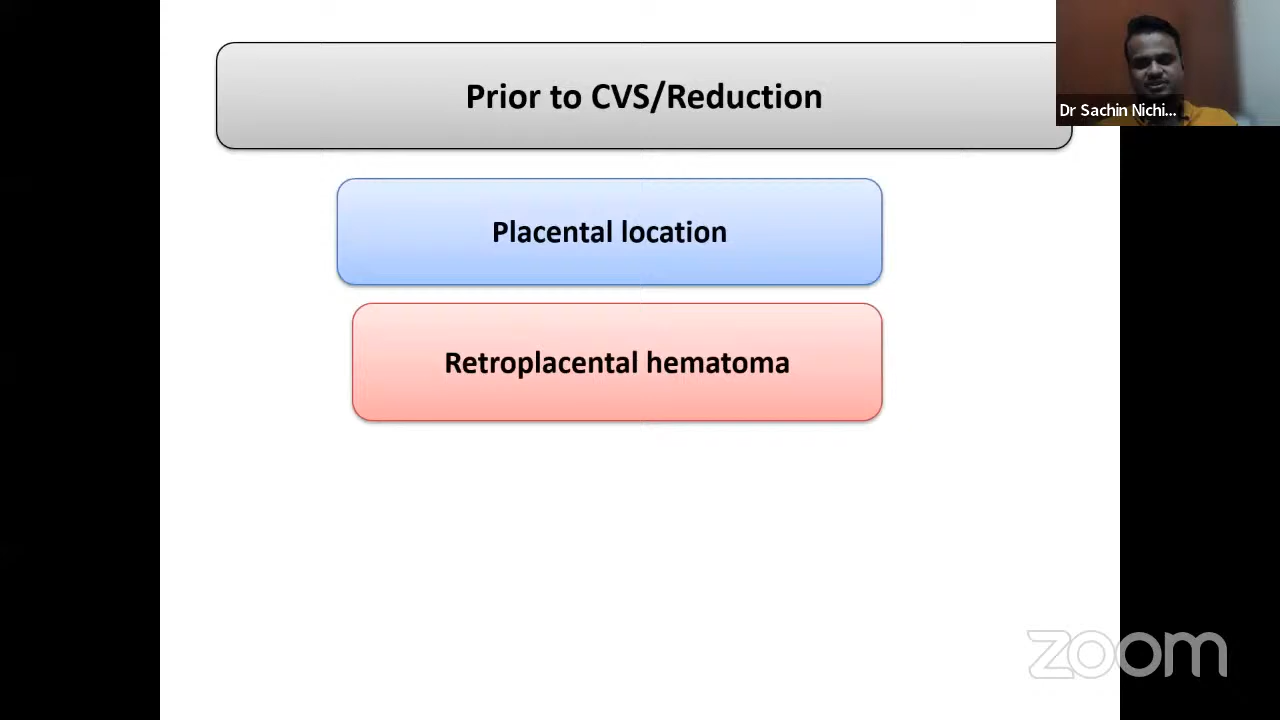 Prior to CVS/Reduction
Dr Sachin Nichi...
Placental location
Retroplacental hematoma
zoom